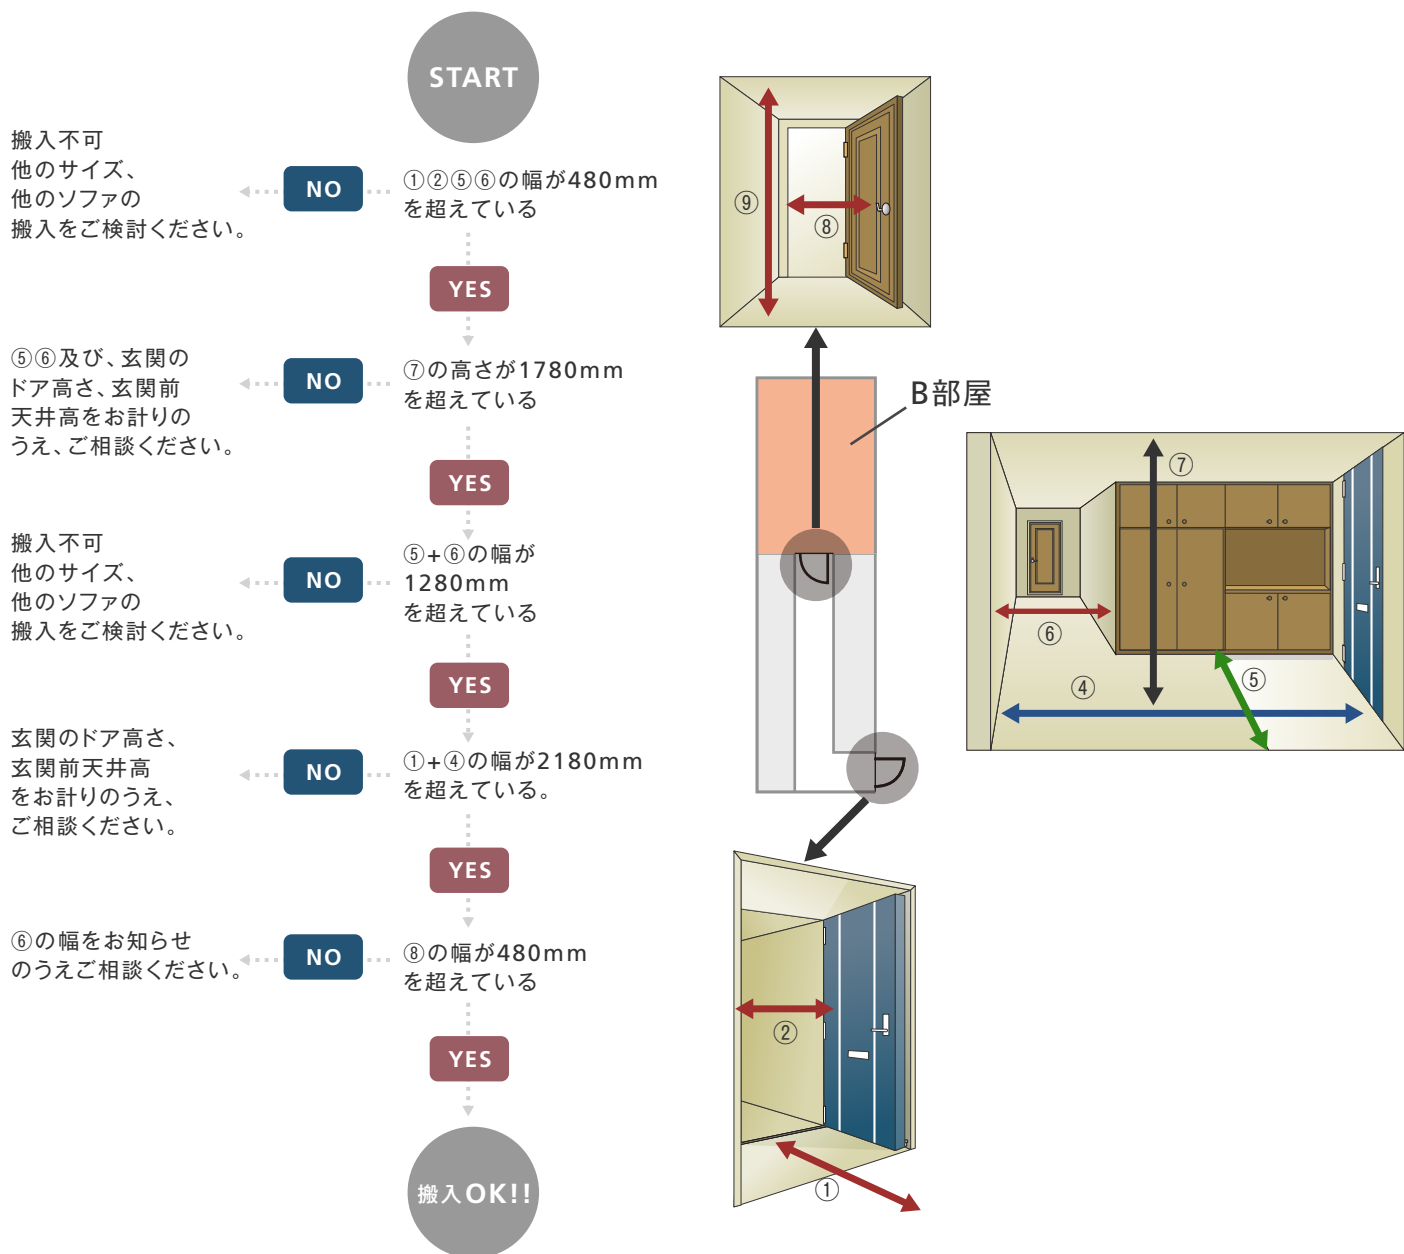 START
搬入不可
他のサイズ、
他のソファの
搬入をご検討ください。
NO
①②⑤⑥の幅が480mm
を超えている
YES
⑤⑥及び、玄関の
ドア高さ、玄関前
天井高をお計りの
うえ、ご相談ください。
NO
⑦の高さが1780mm
を超えている
YES
搬入不可
他のサイズ、
他のソファの
搬入をご検討ください。
NO
⑤+⑥の幅が
1280mm
を超えている
YES
玄関のドア高さ、
玄関前天井高
をお計りのうえ、
ご相談ください。
NO
①+④の幅が2180mm
を超えている。
YES
⑥の幅をお知らせ
のうえご相談ください。
NO
⑧の幅が480mm
を超えている
YES
搬入OK!!
⑨
⑧
B部屋
⑦
⑥
④
⑤
②
①